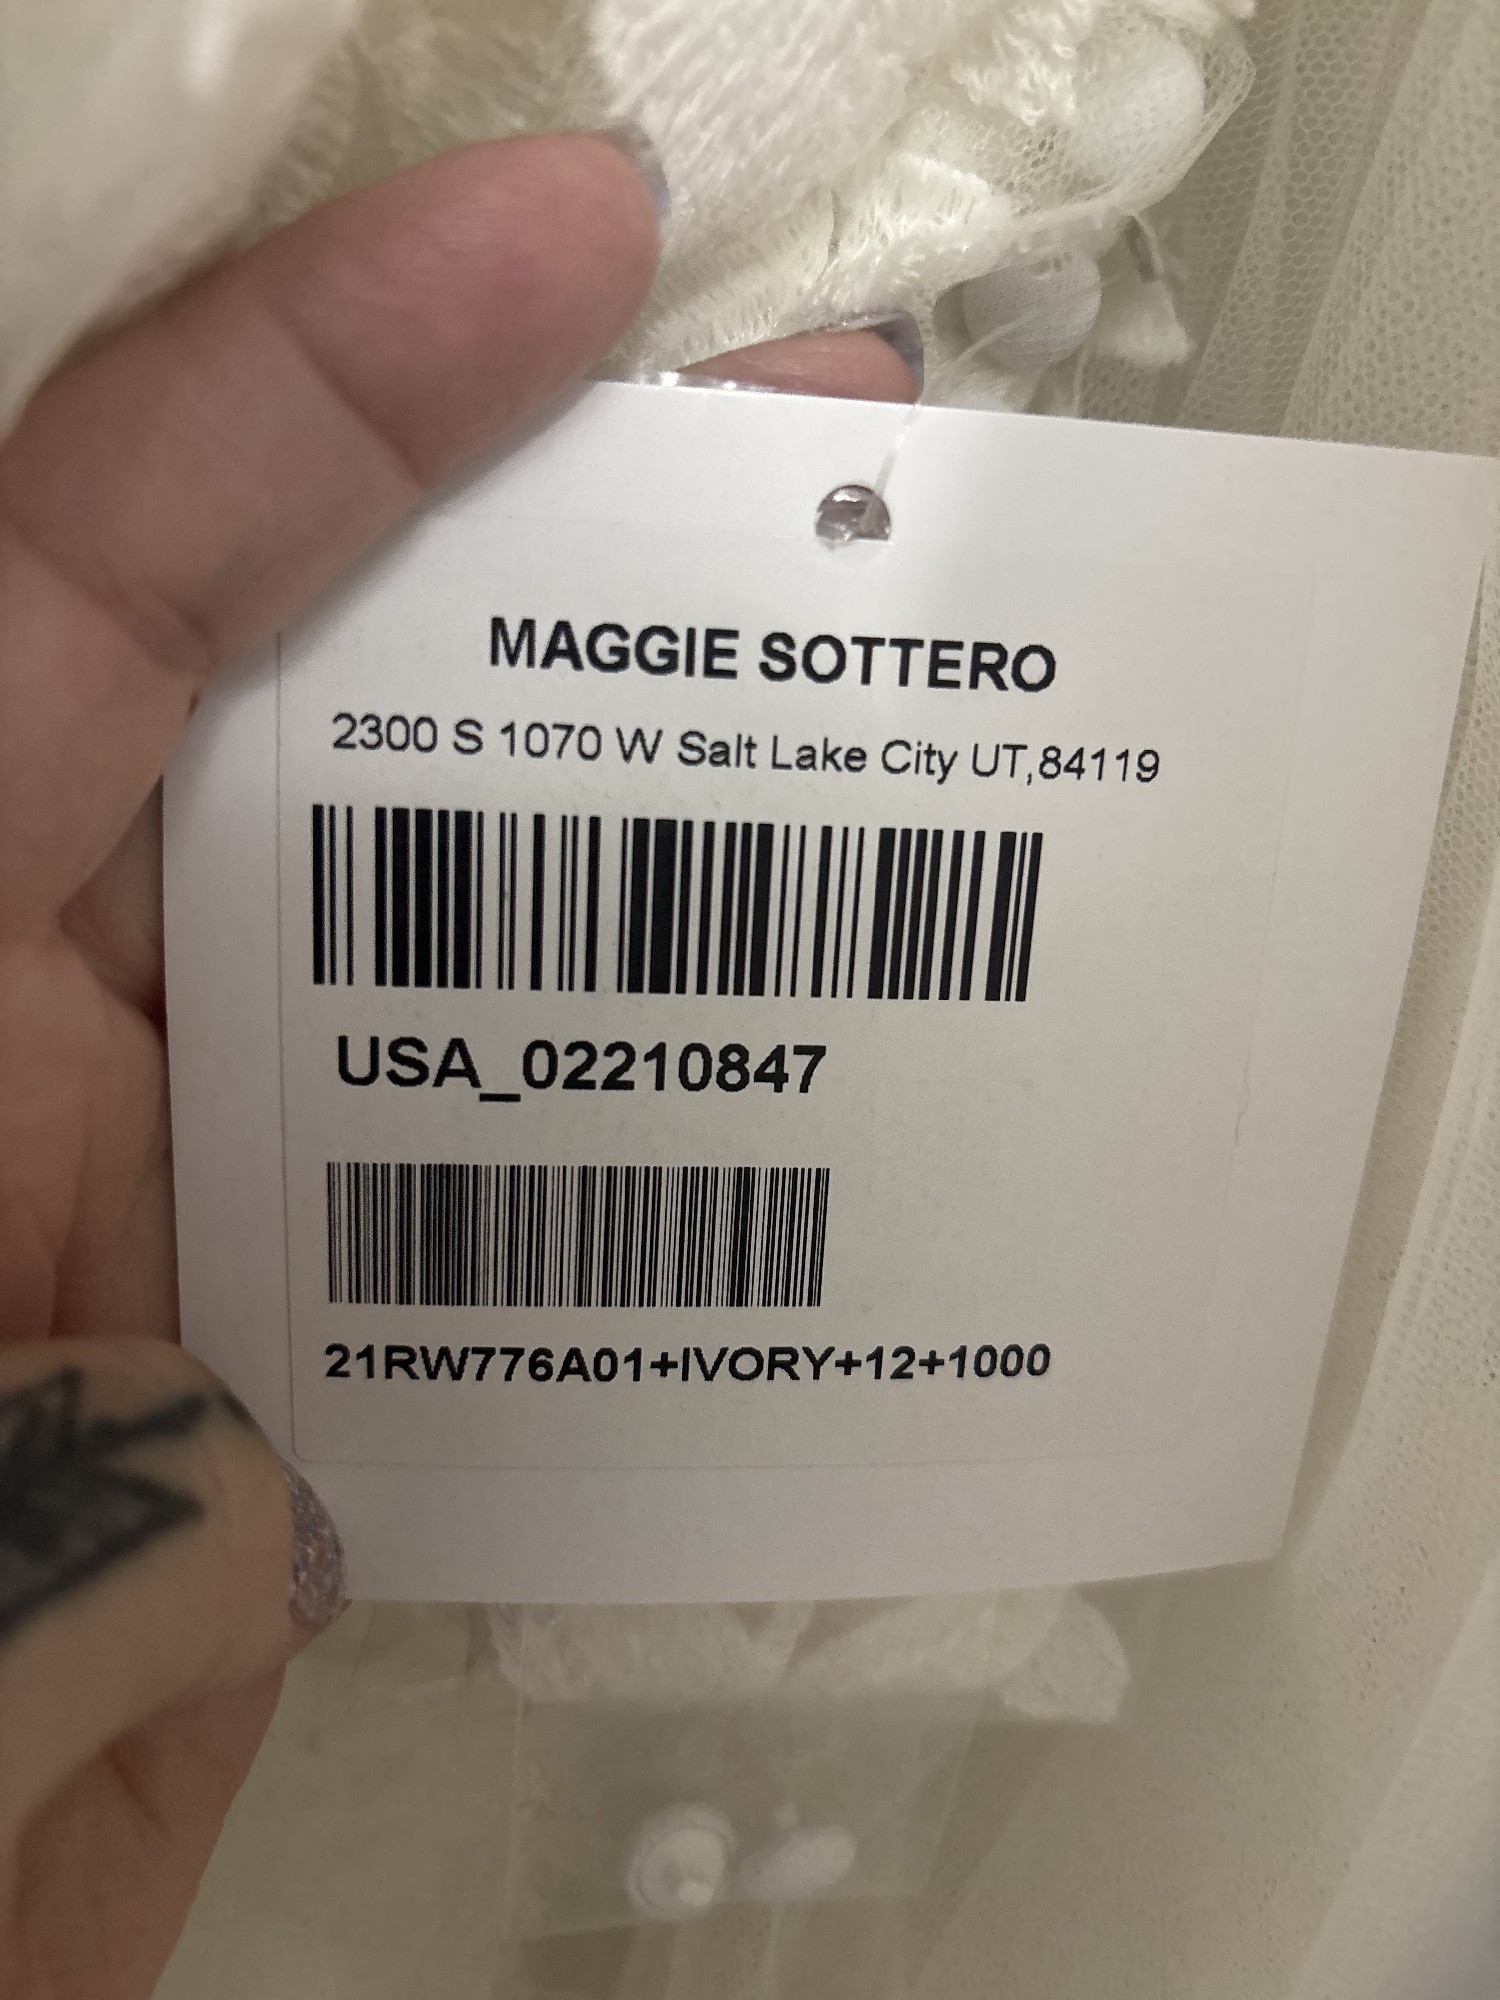 MAGGIE SOTTERO
2300 S 1070 W Salt Lake City UT,84119
USA_02210847
21RW776A01+IVORY+12+1000